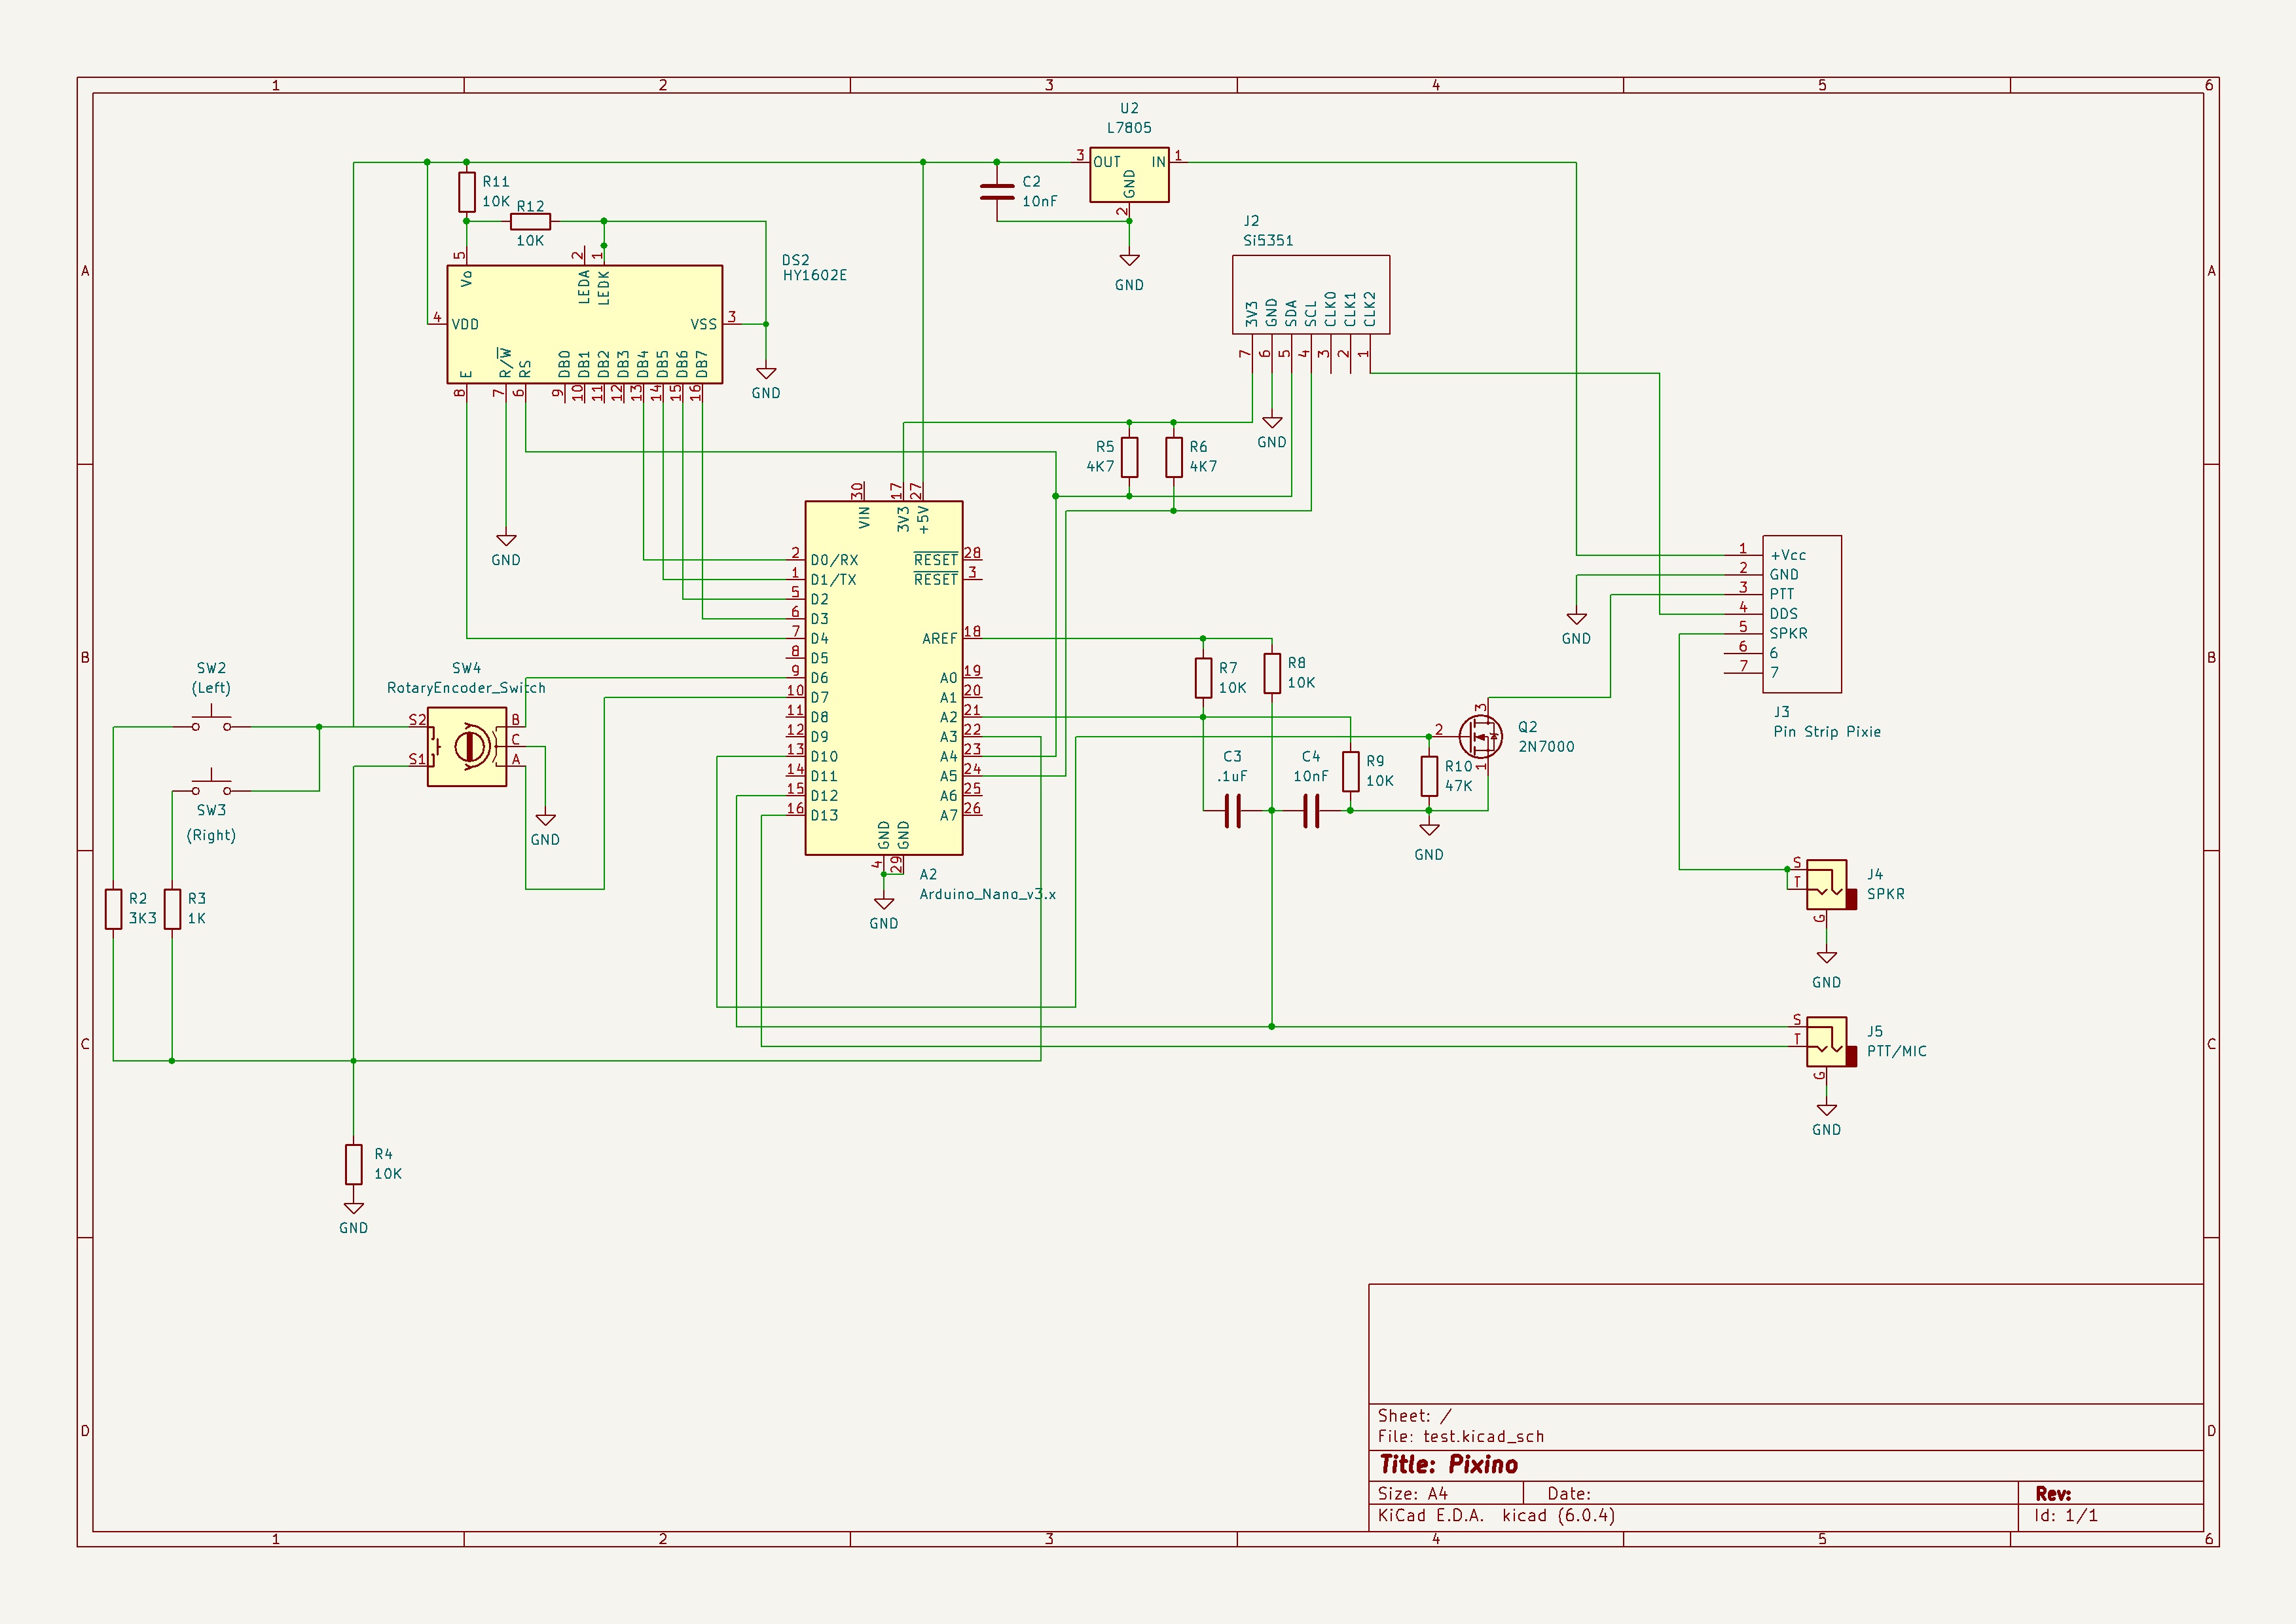 1 2 3 4 5 6
U2
L7805
3 OUT IN 1
GND
2
GND
C2
10nF
R11
10K
R12
10K
5 2 1
Vo LEDA LEDK
DS2
HY1602E
4 VDD VSS 3
E R/W RS DB0 DB1 DB2 DB3 DB4 DB5 DB6 DB7
8 7 6 9 10 11 12 13 14 15 16
GND
GND
J2
Si5351
3V3 GND SDA SCL CLK0 CLK1 CLK2
7 6 5 4 3 2 1
GND
R5
4K7
R6
4K7
A A
30 17 27
VIN 3V3 +5V
2 D0/RX RESET 28
1 D1/TX RESET 3
5 D2
6 D3
7 D4 AREF 18
8 D5
9 D6 A0 19
10 D7 A1 20
11 D8 A2 21
12 D9 A3 22
13 D10 A4 23
14 D11 A5 24
15 D12 A6 25
16 D13 A7 26
GND GND
4 29
A2
Arduino_Nano_v3.x
GND
1 +Vcc
2 GND
3 PTT
4 DDS
5 SPKR
6 6
7 7
J3
Pin Strip Pixie
GND
B B
SW2
(Left)
SW3
(Right)
SW4
RotaryEncoder_Switch
S2 B
C
S1 A
GND
R7
10K
R8
10K
C3
.1uF
C4
10nF
R9
10K
R10
47K
2 3 1
Q2
2N7000
GND
R2
3K3
R3
1K
S
T
G
J4
SPKR
GND
C C
S
T
G
J5
PTT/MIC
GND
R4
10K
GND
D D
Sheet: /
File: test.kicad_sch
Title: Pixino
Size: A4 Date: Rev:
KiCad E.D.A. kicad (6.0.4) Id: 1/1
1 2 3 4 5 6